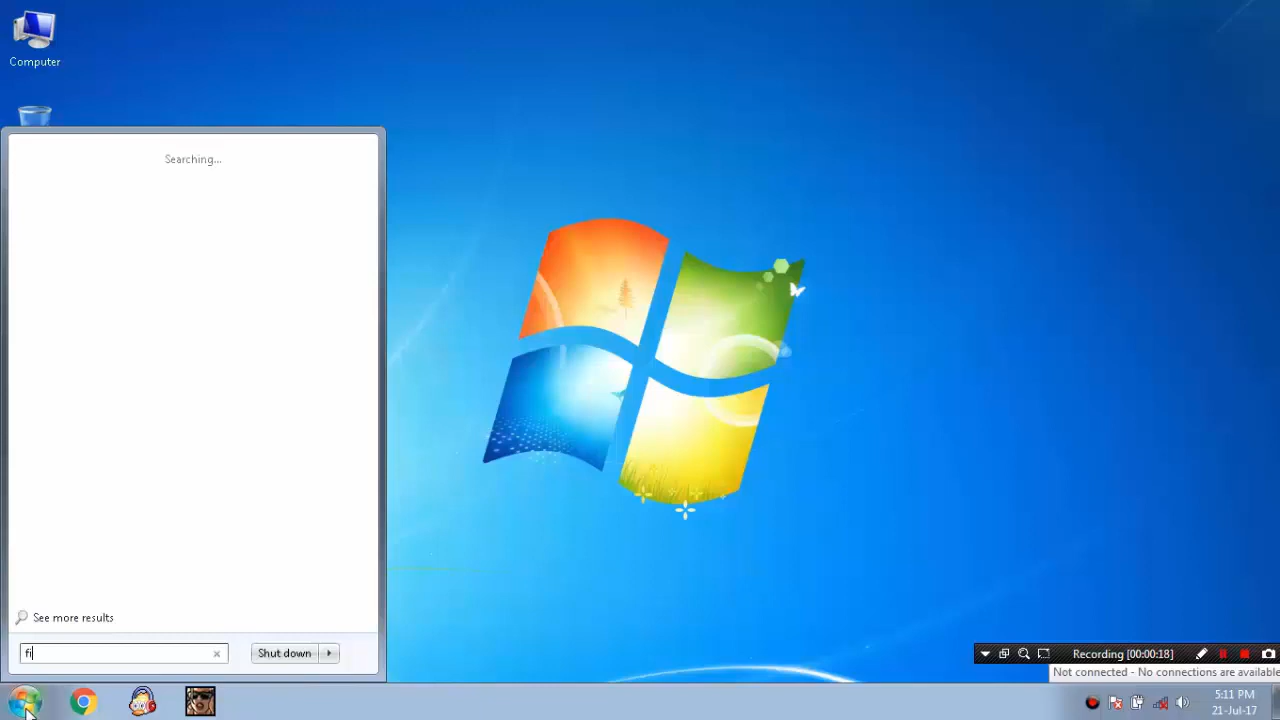 Computer
Searching...
See more results
fi
Shut down
Recording [00:00:18]
Not connected - No connections are available
5:11 PM
21-Jul-17